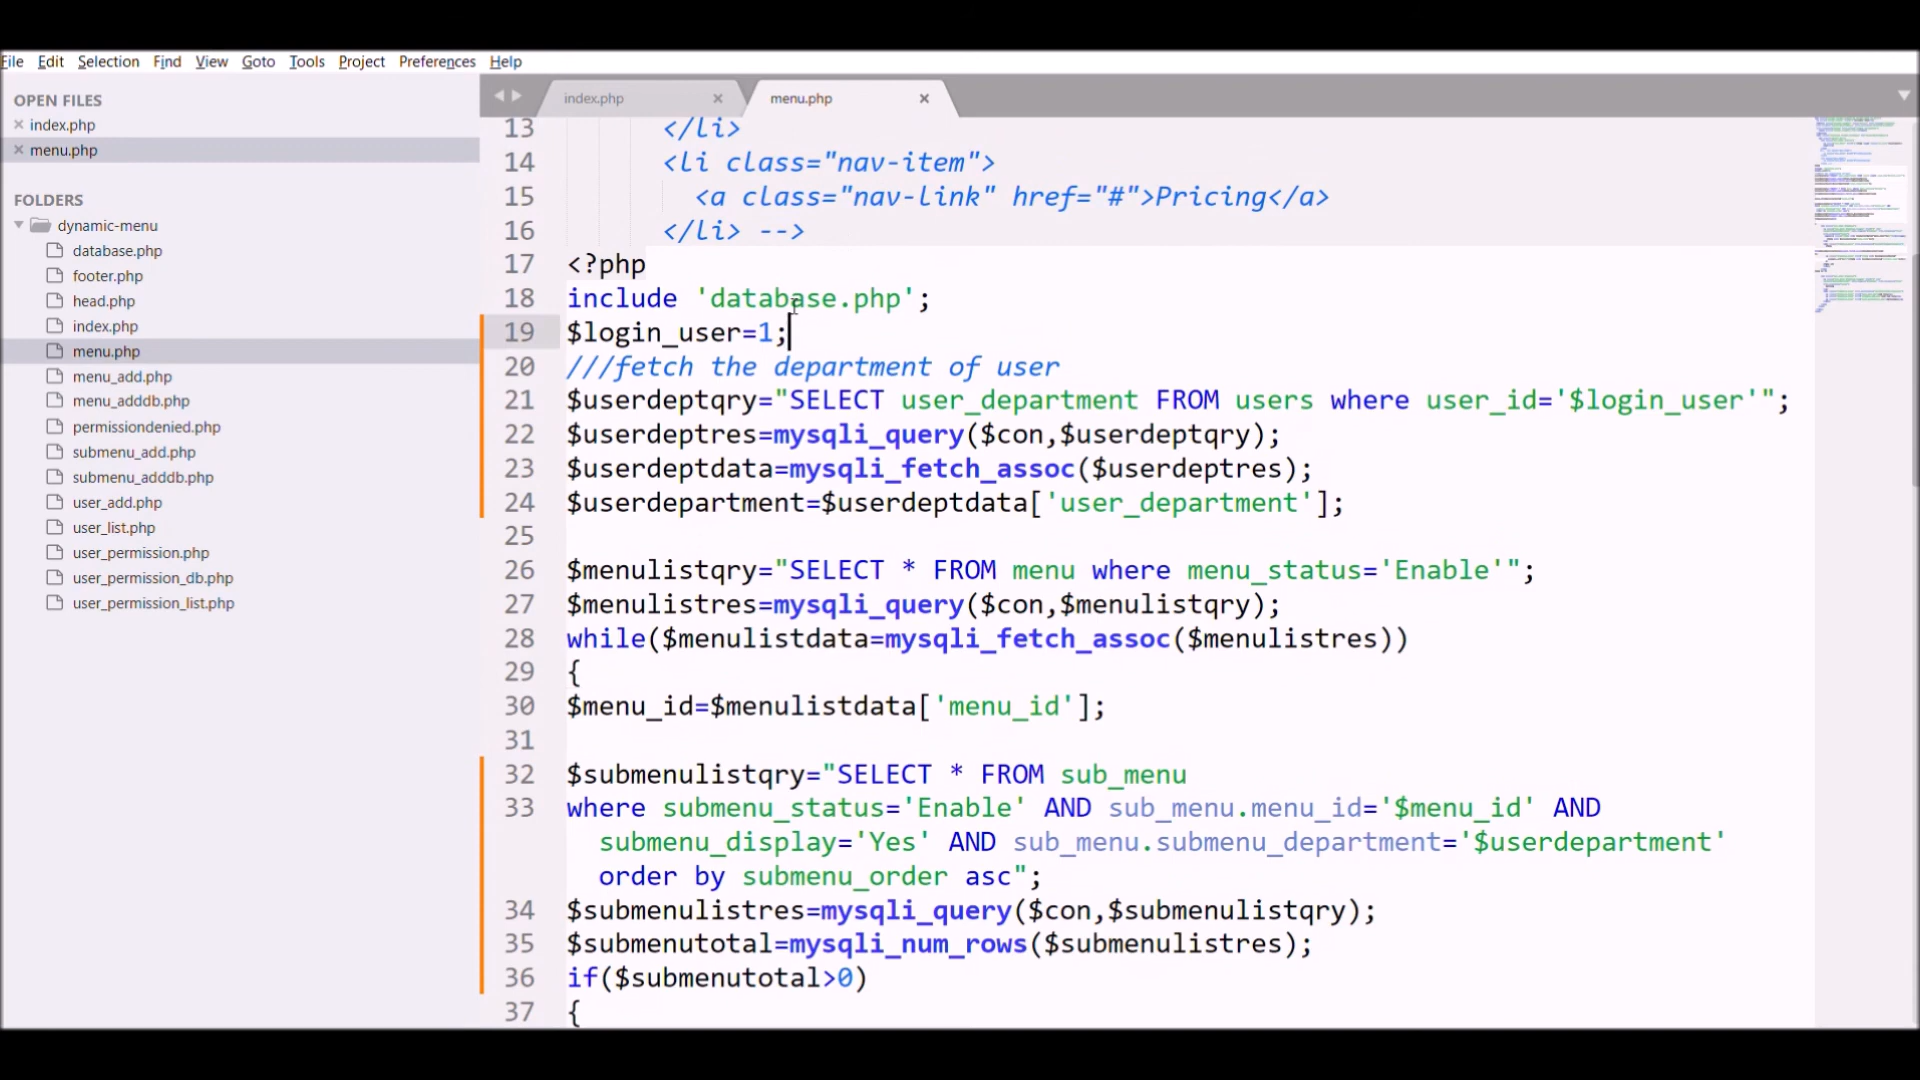 File Edit Selection Find View Goto Tools Project Preferences Help
OPEN FILES
index.php
menu.php
FOLDERS
dynamic-menu
database.php
footer.php
head.php
index.php
menu.php
menu_add.php
menu_adddb.php
permissiondenied.php
submenu_add.php
submenu_adddb.php
user_add.php
user_list.php
user_permission.php
user_permission_db.php
user_permission_list.php
index.php
menu.php
13 </li>
14 <li class="nav-item">
15 <a class="nav-link" href="#">Pricing</a>
16 </li> -->
17 <?php
18 include 'database.php';
19 $login_user=1;
20 ///fetch the department of user
21 $userdeptqry="SELECT user_department FROM users where user_id='$login_user'";
22 $userdeptres=mysqli_query($con,$userdeptqry);
23 $userdeptdata=mysqli_fetch_assoc($userdeptres);
24 $userdepartment=$userdeptdata['user_department'];
25
26 $menulistqry="SELECT * FROM menu where menu_status='Enable'";
27 $menulistres=mysqli_query($con,$menulistqry);
28 while($menulistdata=mysqli_fetch_assoc($menulistres))
29 {
30 $menu_id=$menulistdata['menu_id'];
31
32 $submenulistqry="SELECT * FROM sub_menu
33 where submenu_status='Enable' AND sub_menu.menu_id='$menu_id' AND
submenu_display='Yes' AND sub_menu.submenu_department='$userdepartment'
order by submenu_order asc";
34 $submenulistres=mysqli_query($con,$submenulistqry);
35 $submenutotal=mysqli_num_rows($submenulistres);
36 if($submenutotal>0)
37 {